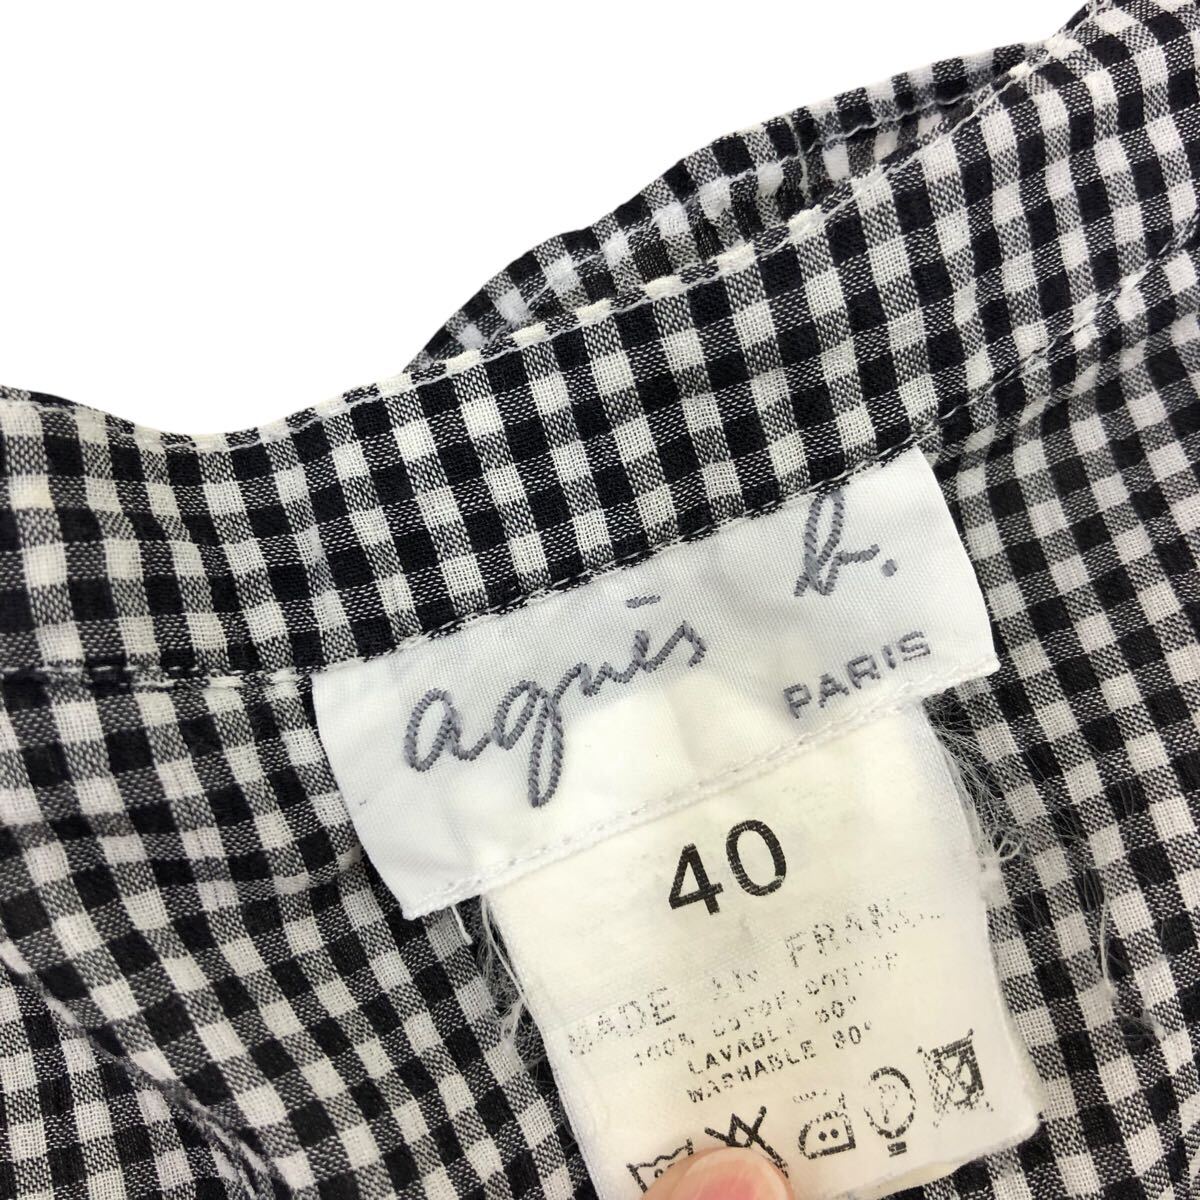 agnès b.
PARIS
40
MADE IN FRANCE
100% COTON/COTTON
LAVABLE 30°
WASHABLE 30°